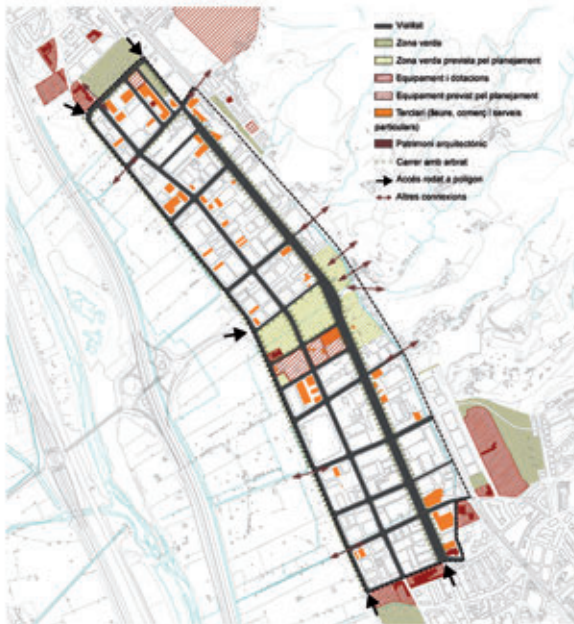 Vialitat
Zona verda
Zona verda prevista pel planejament
Equipament i dotacions
Equipament previst pel planejament
Terciari (lleure, comerç) i serveis
particulars
Patrimoni arquitectònic
Carrer amb arbrat
Accés rodat a polígon
Altres connexions